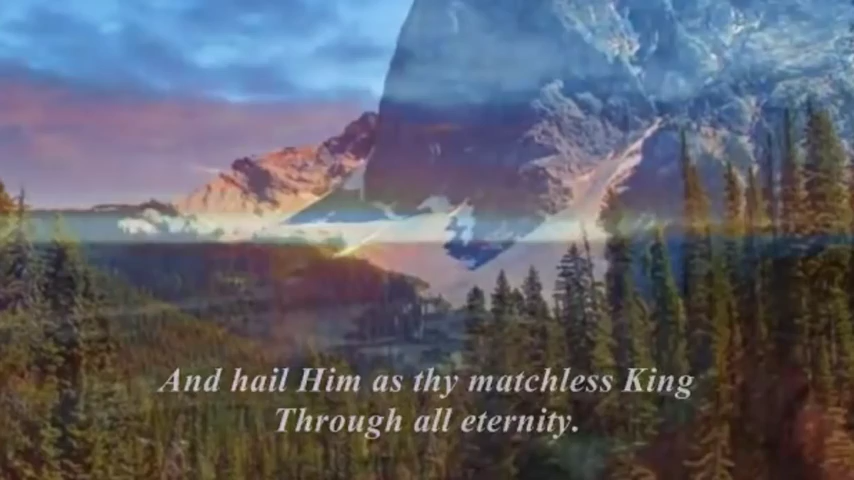 And hail Him as thy matchless King
Through all eternity.